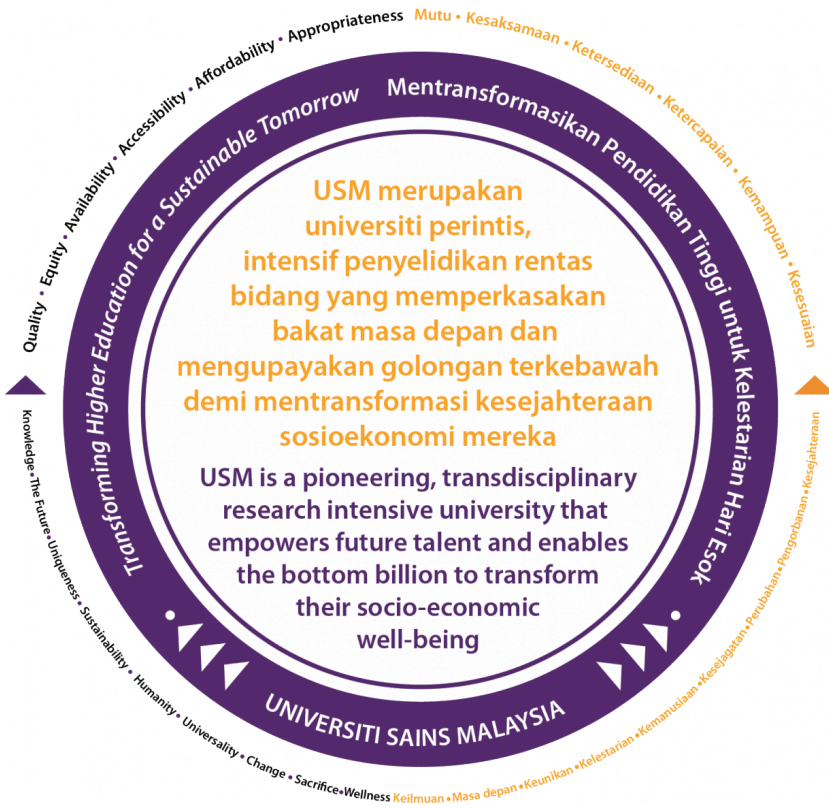 Quality • Equity • Availability • Accessibility • Affordability • Appropriateness
Mutu • Kesaksamaan • Ketersediaan • Ketercapaian • Kemampuan • Kesesuaian
Transforming Higher Education for a Sustainable Tomorrow
Mentransformasikan Pendidikan Tinggi untuk Kelestarian Hari Esok
USM merupakan
universiti perintis,
intensif penyelidikan rentas
bidang yang memperkasakan
bakat masa depan dan
mengupayakan golongan terkebawah
demi mentransformasi kesejahteraan
sosioekonomi mereka
USM is a pioneering, transdisciplinary
research intensive university that
empowers future talent and enables
the bottom billion to transform
their socio-economic
well-being
UNIVERSITI SAINS MALAYSIA
Knowledge • The Future • Uniqueness • Sustainability • Humanity • Universality • Change • Sacrifice • Wellness
Keilmuan • Masa depan • Keunikan • Kelestarian • Kemanusiaan • Kesejagatan • Perubahan • Pengorbanan • Kesejahteraan